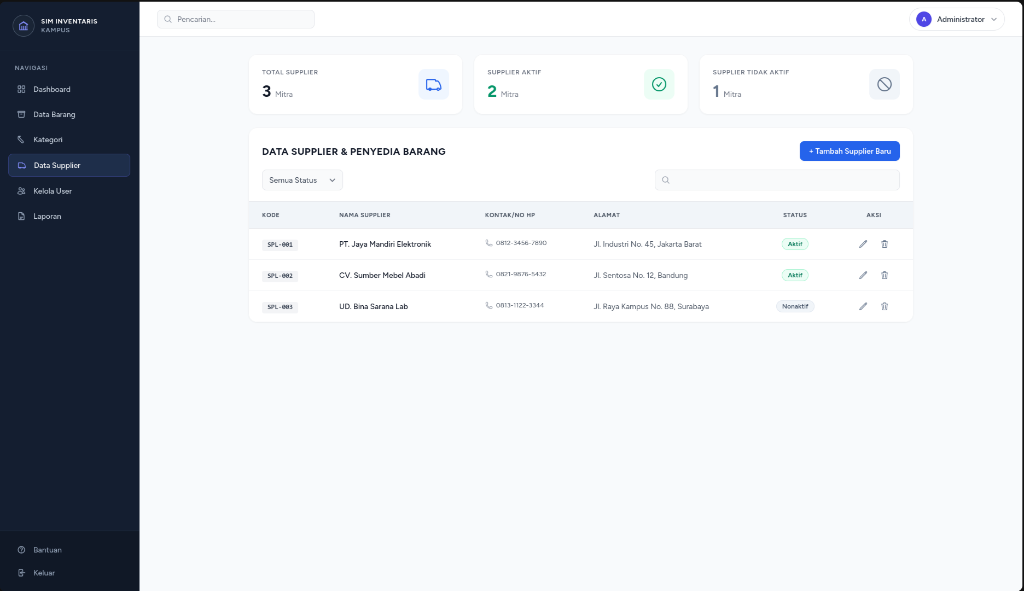 SIM INVENTARIS
KAMPUS
NAVIGASI
Dashboard
Data Barang
Kategori
Data Supplier
Kelola User
Laporan
Bantuan
Keluar
Pencarian...
A Administrator
TOTAL SUPPLIER
3 Mitra
SUPPLIER AKTIF
2 Mitra
SUPPLIER TIDAK AKTIF
1 Mitra
DATA SUPPLIER & PENYEDIA BARANG
+ Tambah Supplier Baru
Semua Status
KODE NAMA SUPPLIER KONTAK/NO HP ALAMAT STATUS AKSI
SPL-001 PT. Jaya Mandiri Elektronik 0812-3456-7890 Jl. Industri No. 45, Jakarta Barat Aktif
SPL-002 CV. Sumber Mebel Abadi 0821-9876-5432 Jl. Sentosa No. 12, Bandung Aktif
SPL-003 UD. Bina Sarana Lab 0813-1122-3344 Jl. Raya Kampus No. 88, Surabaya Nonaktif